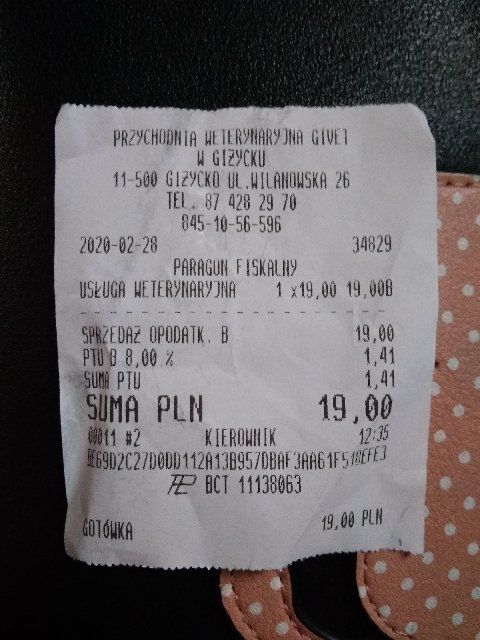 PRZYCHODNIA WETERYNARYJNA GIVET
W GIŻYCKU
11-500 GIŻYCKO UL.WILANOWSKA 26
TEL. 87 428 29 70
845-10-56-596
2020-02-28 34829
PARAGON FISKALNY
USŁUGA WETERYNARYJNA 1 x19,00 19,00B
SPRZEDAŻ OPODATK. B 19,00
PTU B 8,00 % 1,41
SUMA PTU 1,41
SUMA PLN 19,00
00011 #2 KIEROWNIK 12:35
BCT 11138063
GOTÓWKA 19,00 PLN